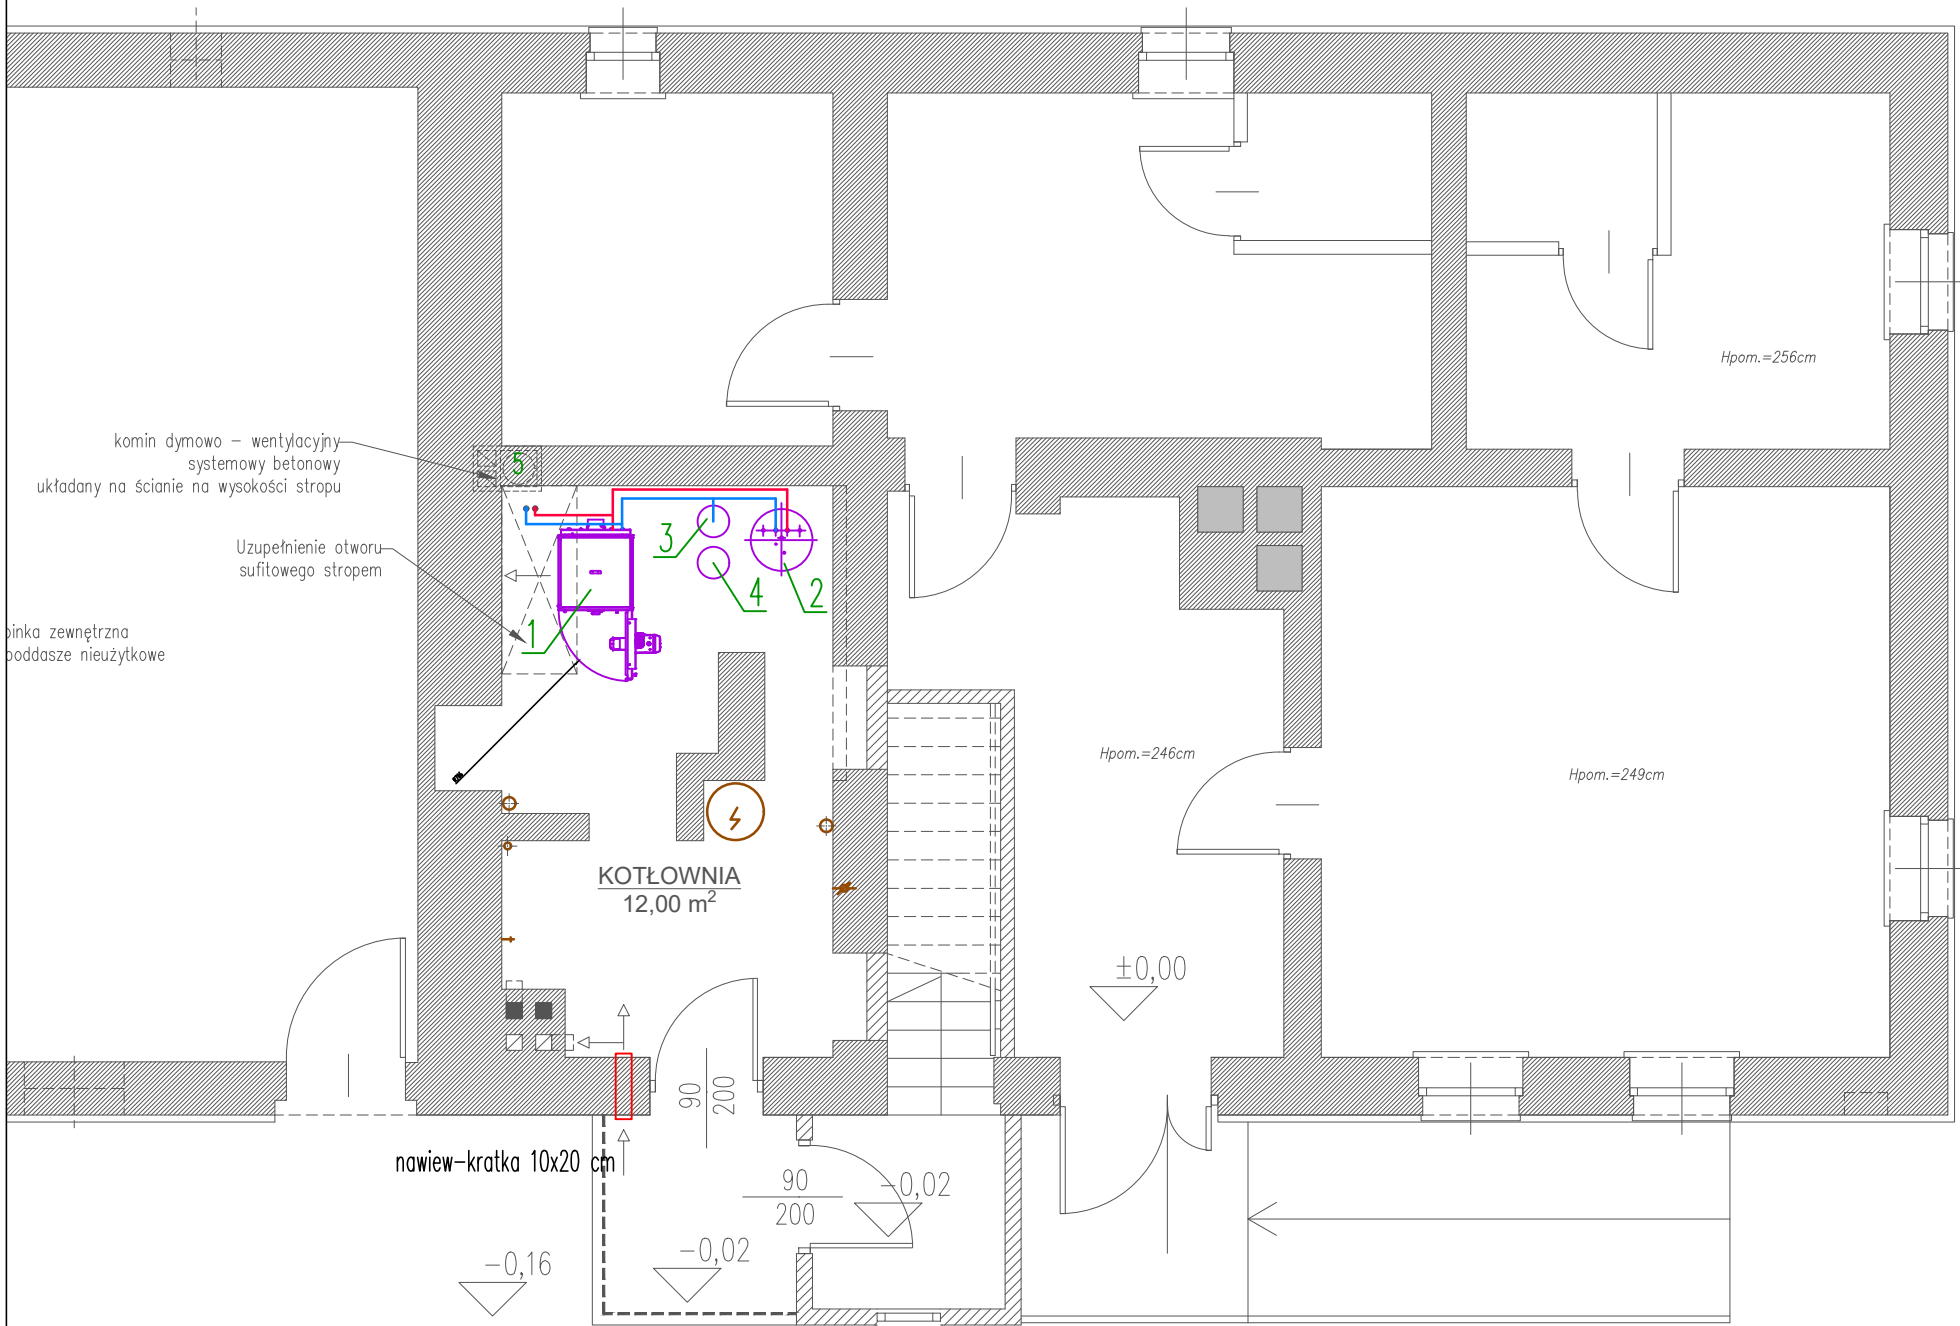 Hpom.=256cm
komin dymowo – wentylacyjny
systemowy betonowy
układany na ścianie na wysokości stropu
5
Uzupełnienie otworu
sufitowego stropem
3
4
2
1
zewnętrzna
poddasze nieużytkowe
Hpom.=246cm
Hpom.=249cm
KOTŁOWNIA
12,00 m²
±0,00
90
200
nawiew-kratka 10x20 cm
90
200
-0,02
-0,02
-0,16